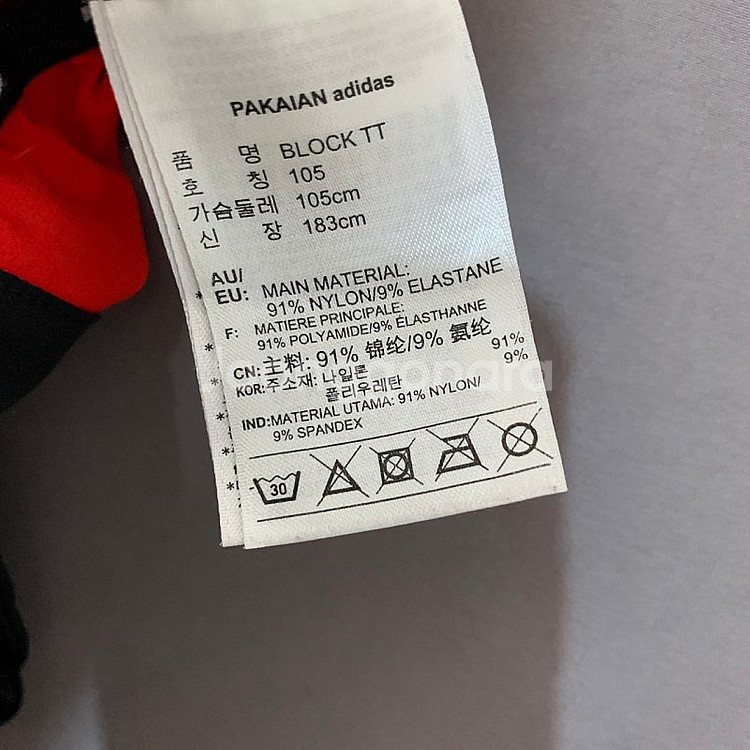 PAKAIAN adidas
품 명 BLOCK TT
호 칭 105
가슴둘레 105cm
신 장 183cm
AU/
EU: MAIN MATERIAL:
91% NYLON/9% ELASTANE
F: MATIERE PRINCIPALE:
91% POLYAMIDE/9% ÉLASTHANNE
CN: 主料: 91% 锦纶/9% 氨纶
KOR: 주소재: 나일론 91%
폴리우레탄 9%
IND: MATERIAL UTAMA: 91% NYLON/
9% SPANDEX
30